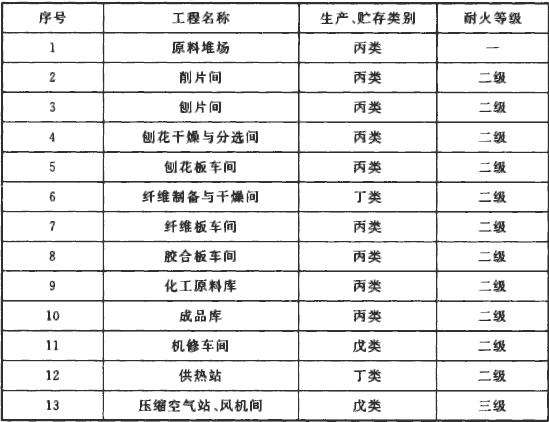 序号 工程名称 生产、贮存类别 耐火等级
1 原料堆场 丙类 —
2 削片间 丙类 二级
3 刨片间 丙类 二级
4 刨花干燥与分选间 丙类 二级
5 刨花板车间 丙类 二级
6 纤维制备与干燥间 丁类 二级
7 纤维板车间 丙类 二级
8 胶合板车间 丙类 二级
9 化工原料库 丙类 二级
10 成品库 丙类 二级
11 机修车间 戊类 二级
12 供热站 丁类 二级
13 压缩空气站、风机间 戊类 三级